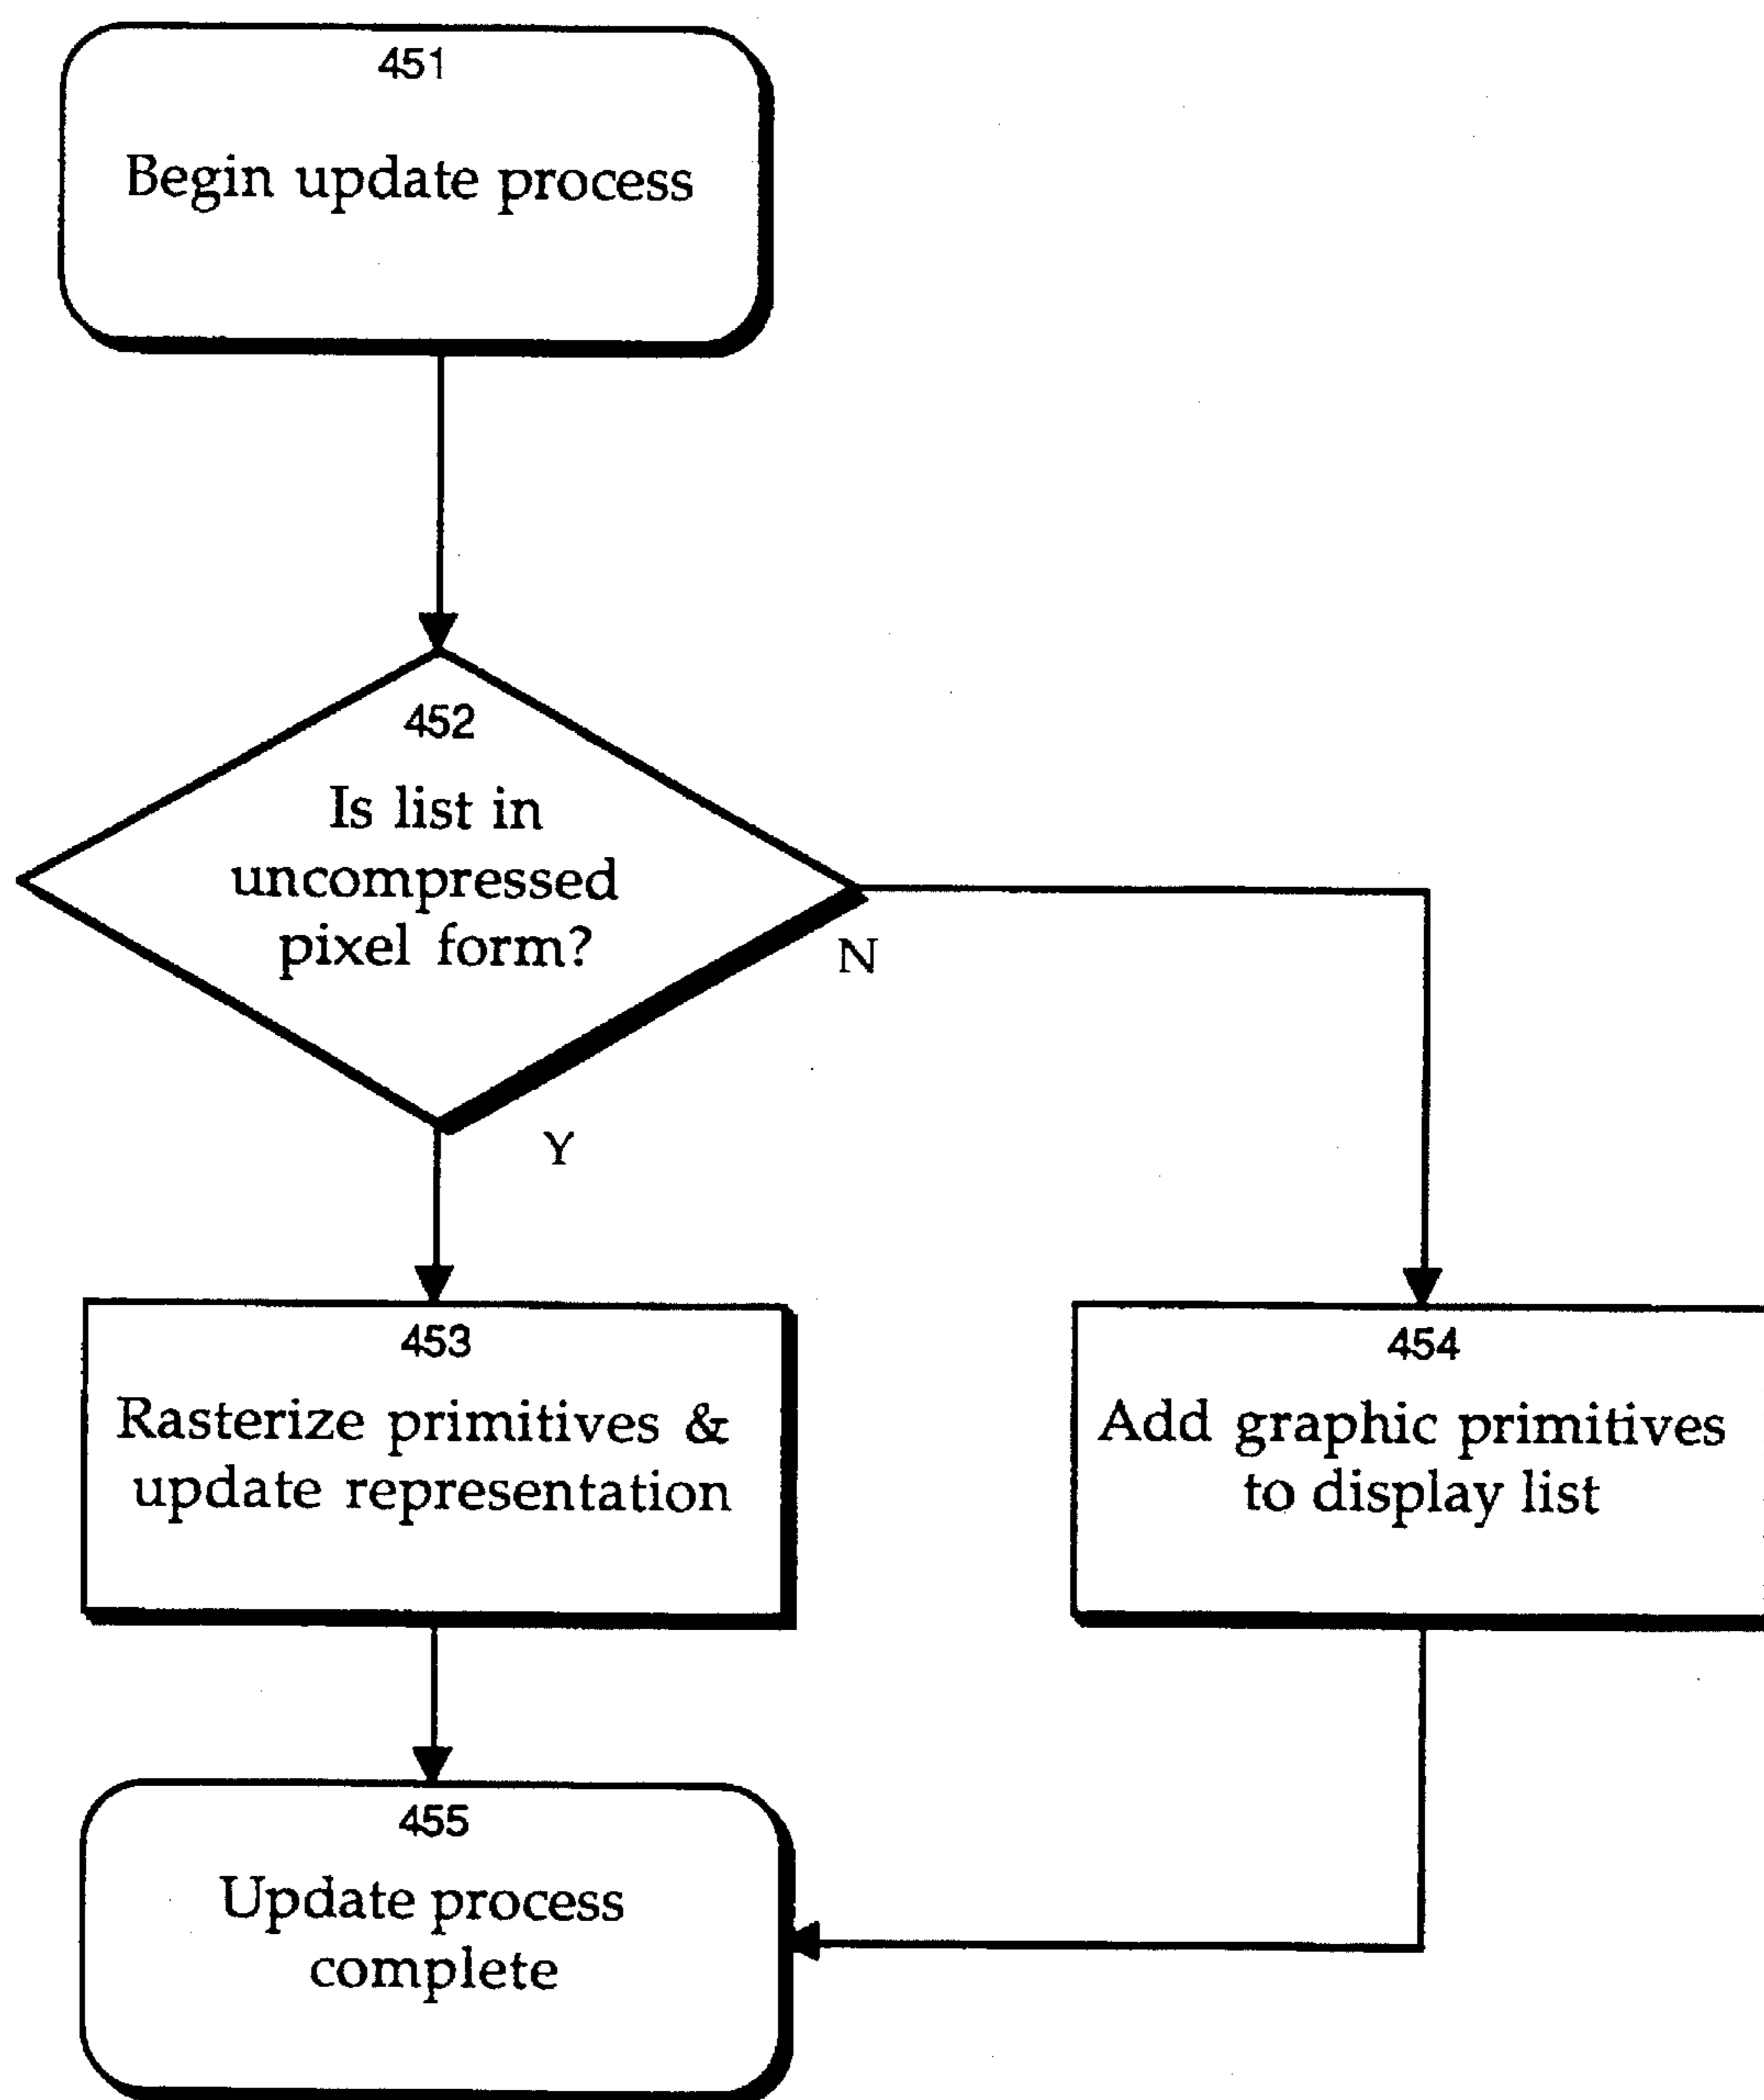 451
Begin update process
452
Is list in
uncompressed
pixel form?
N
Y
453
Rasterize primitives &
update representation
454
Add graphic primitives
to display list
455
Update process
complete